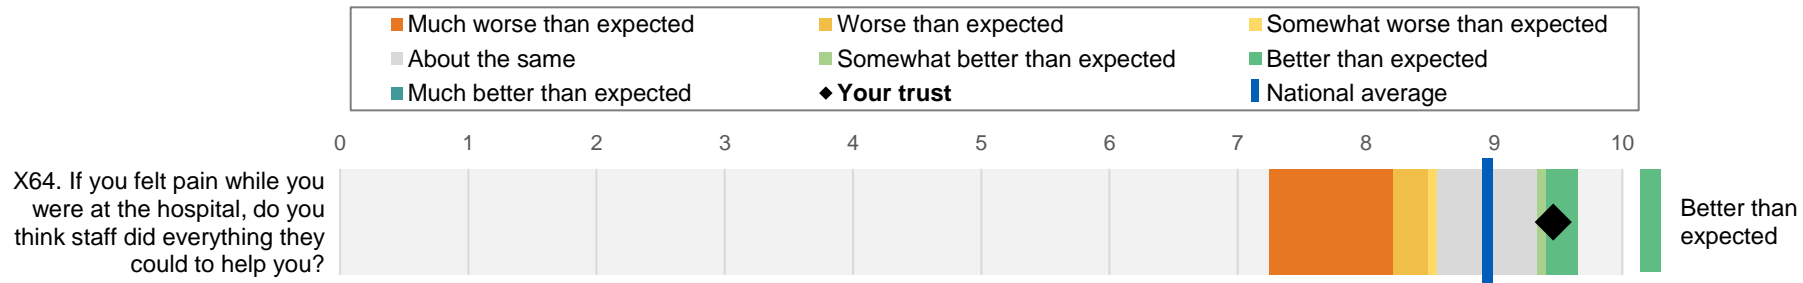 Much worse than expected Worse than expected Somewhat worse than expected
About the same Somewhat better than expected Better than expected
Much better than expected Your trust National average
0 1 2 3 4 5 6 7 8 9 10
X64. If you felt pain while you
were at the hospital, do you
think staff did everything they
could to help you?
Better than
expected